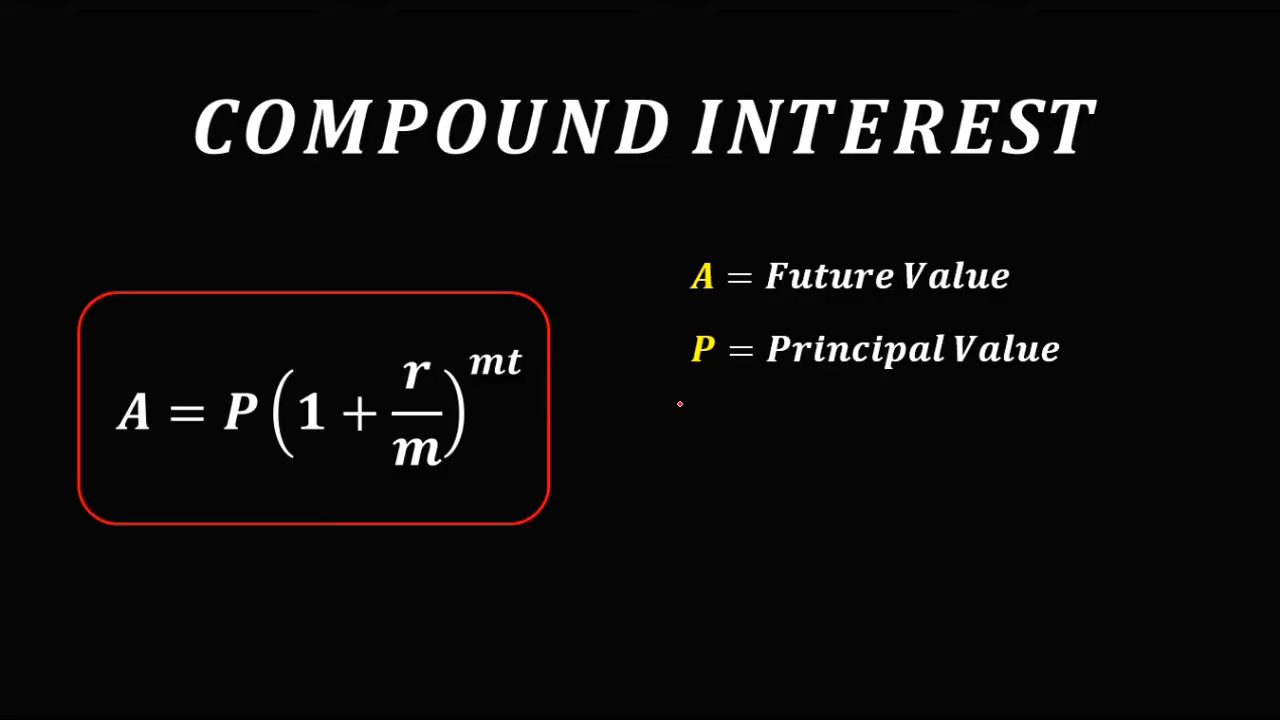 COMPOUND INTEREST
A = Future Value
P = Principal Value
A = P(1 + r/m)^mt